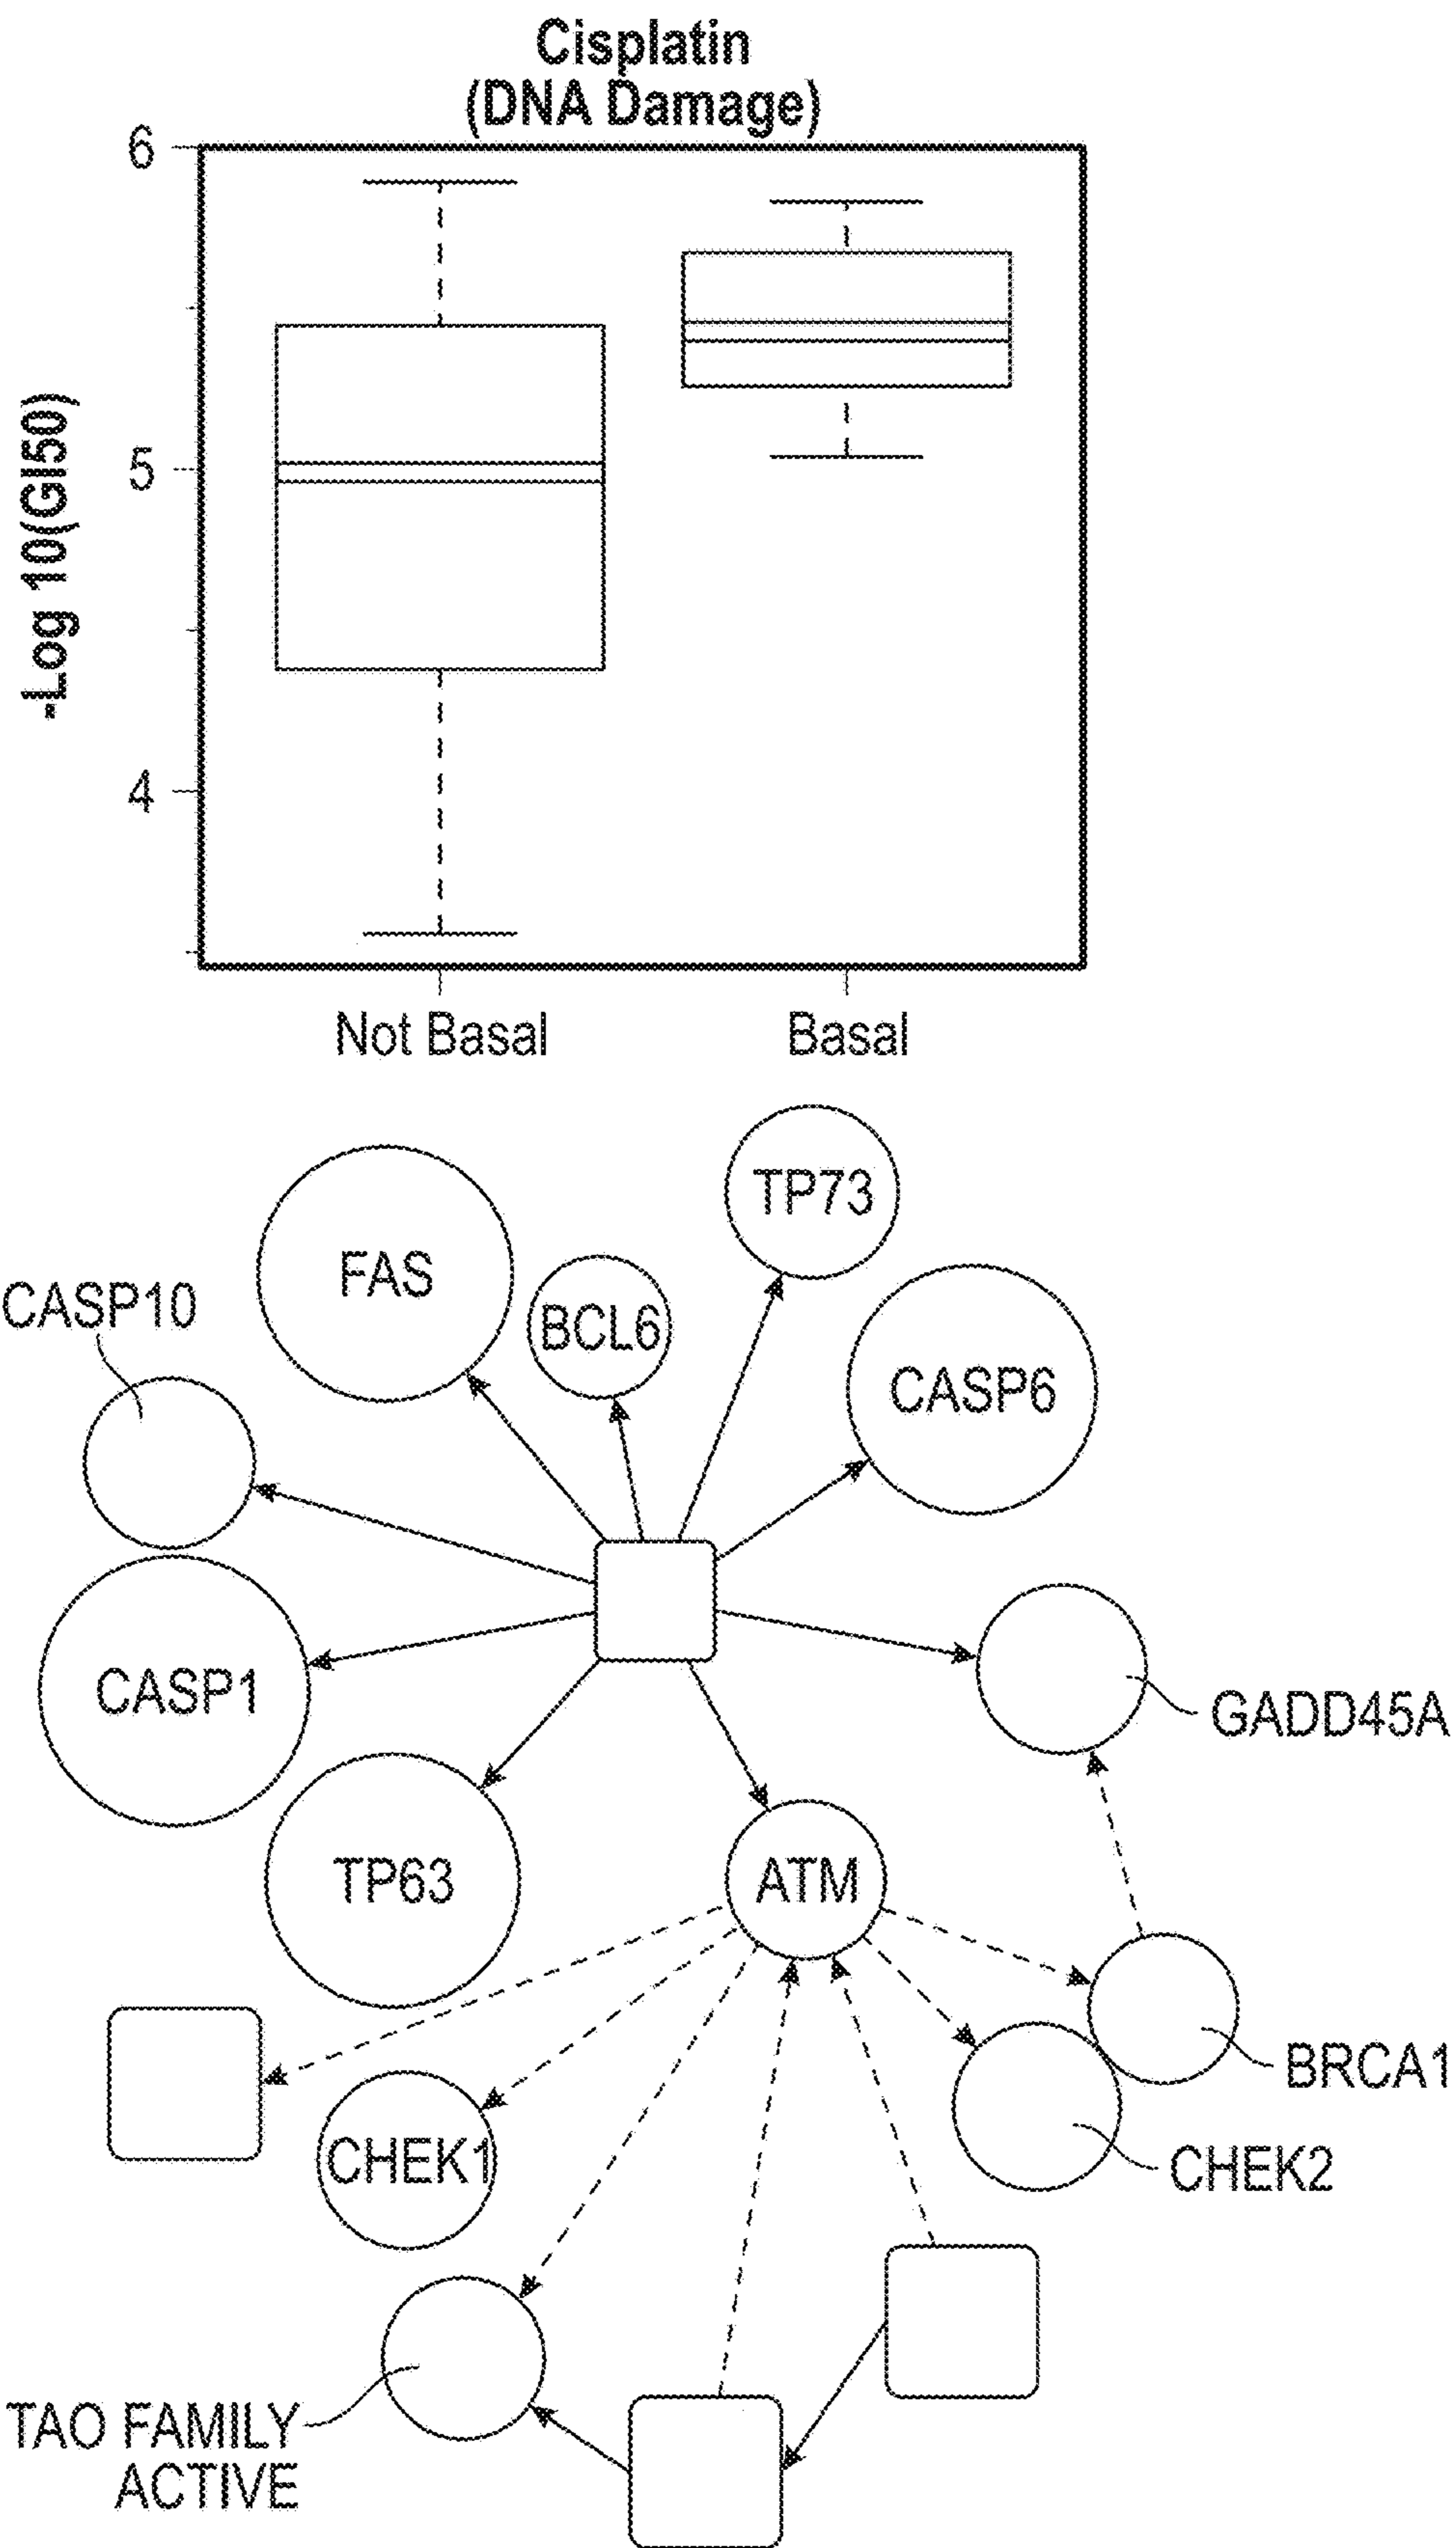 Cisplatin
(DNA Damage)
-Log 10(GI50)
6
5
4
Not Basal
Basal
TP73
FAS
CASP10
BCL6
CASP6
CASP1
GADD45A
TP63
ATM
BRCA1
CHEK1
CHEK2
TAO FAMILY
ACTIVE